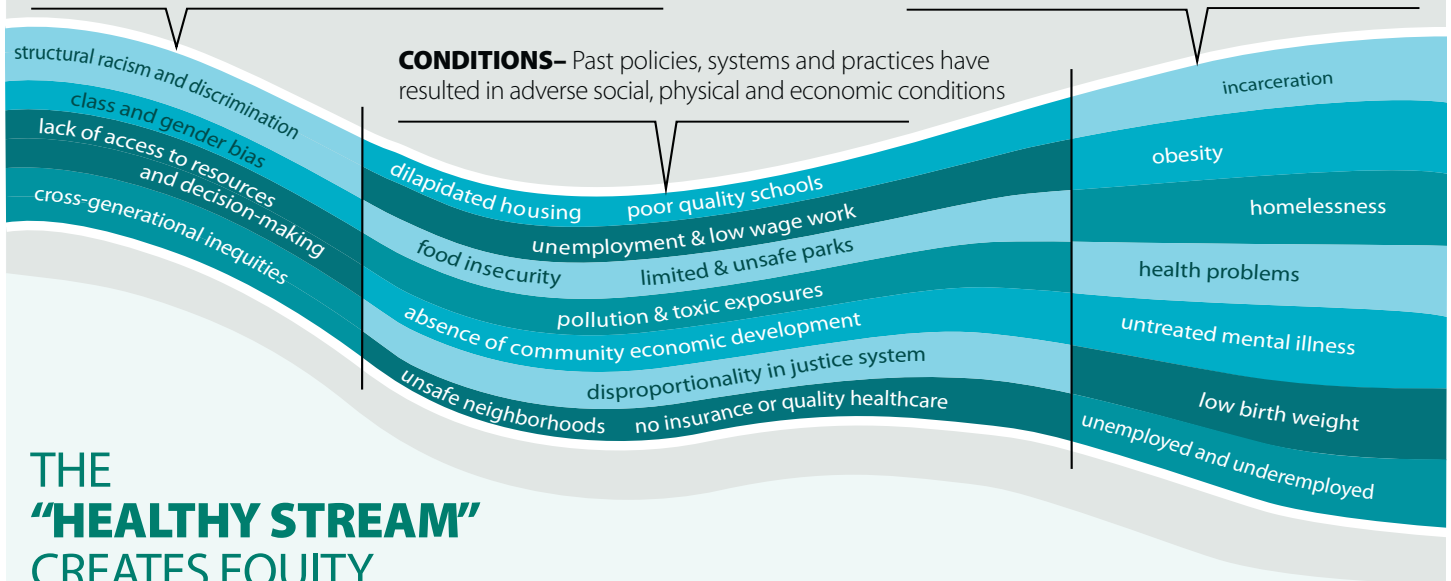 CONDITIONS– Past policies, systems and practices have
resulted in adverse social, physical and economic conditions
structural racism and discrimination
class and gender bias
lack of access to resources
and decision-making
cross-generational inequities
dilapidated housing
poor quality schools
unemployment & low wage work
food insecurity
limited & unsafe parks
pollution & toxic exposures
absence of community economic development
disproportionality in justice system
unsafe neighborhoods
no insurance or quality healthcare
incarceration
obesity
homelessness
health problems
untreated mental illness
low birth weight
unemployed and underemployed
THE
“HEALTHY STREAM”
CREATES EQUITY